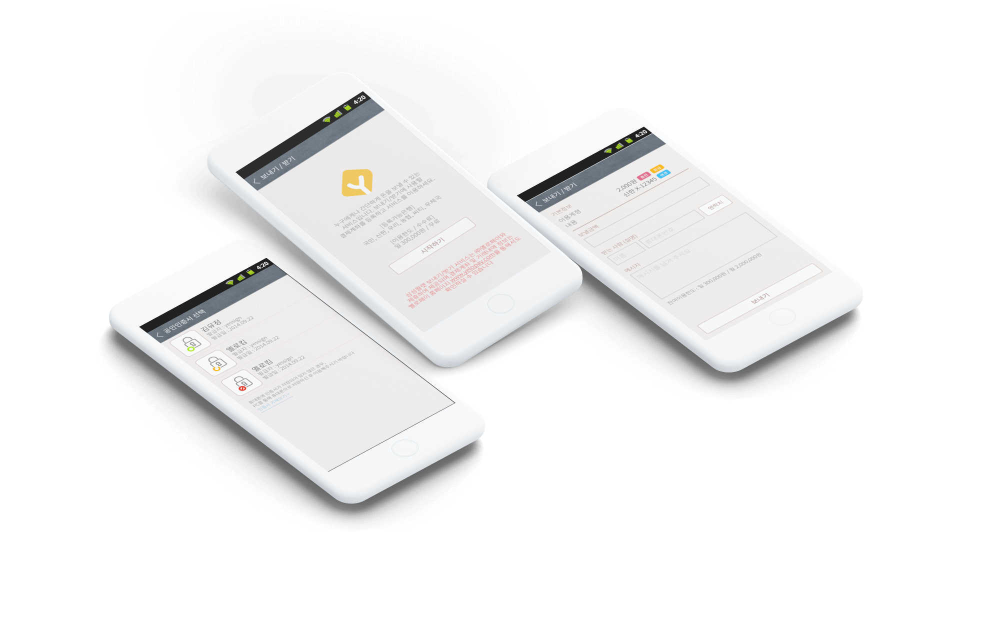 4:20
보내기 / 받기
누구에게나 간단하게 돈을 보낼 수 있는
서비스입니다. 보내기/받기에 사용할
결제계좌를 등록하고 서비스를 이용하세요.
[등록가능은행]
국민, 신한, 우리, 농협, 씨티, 우체국
[이용한도 / 수수료]
일 300,000원 / 무료
시작하기
삼성월렛 보내기/받기 서비스는 ㈜옐로페이와
제휴하여 제공되며,결제계좌 및 거래내역 정보는
옐로페이 홈페이지 www.yelopay.com를 통해서도
확인하실 수 있습니다
4:20
보내기 / 받기
기본정보
이용계정
2,000원 충전 환급
내용
신한 X-12345 변경
보낼금액
받는 사람 (실명)
이름
휴대폰번호
연락처
메시지
메시지를 남겨 주세요
잔여이용한도 : 일 300,000원 / 월 2,000,000원
보내기
4:20
공인인증서 선택
김유정
발급자 : yessign
발급일 : 2014.09.22
옐로킴
발급자 : yessign
발급일 : 2014.09.22
옐로킴
발급자 : yessign
발급일 : 2014.09.22
휴대폰에 인증서가 저장되어 있지 않은 경우,
PC를 통해 휴대폰으로 저장하신 후 이용해주시기 바랍니다
인증서 가져오기 >